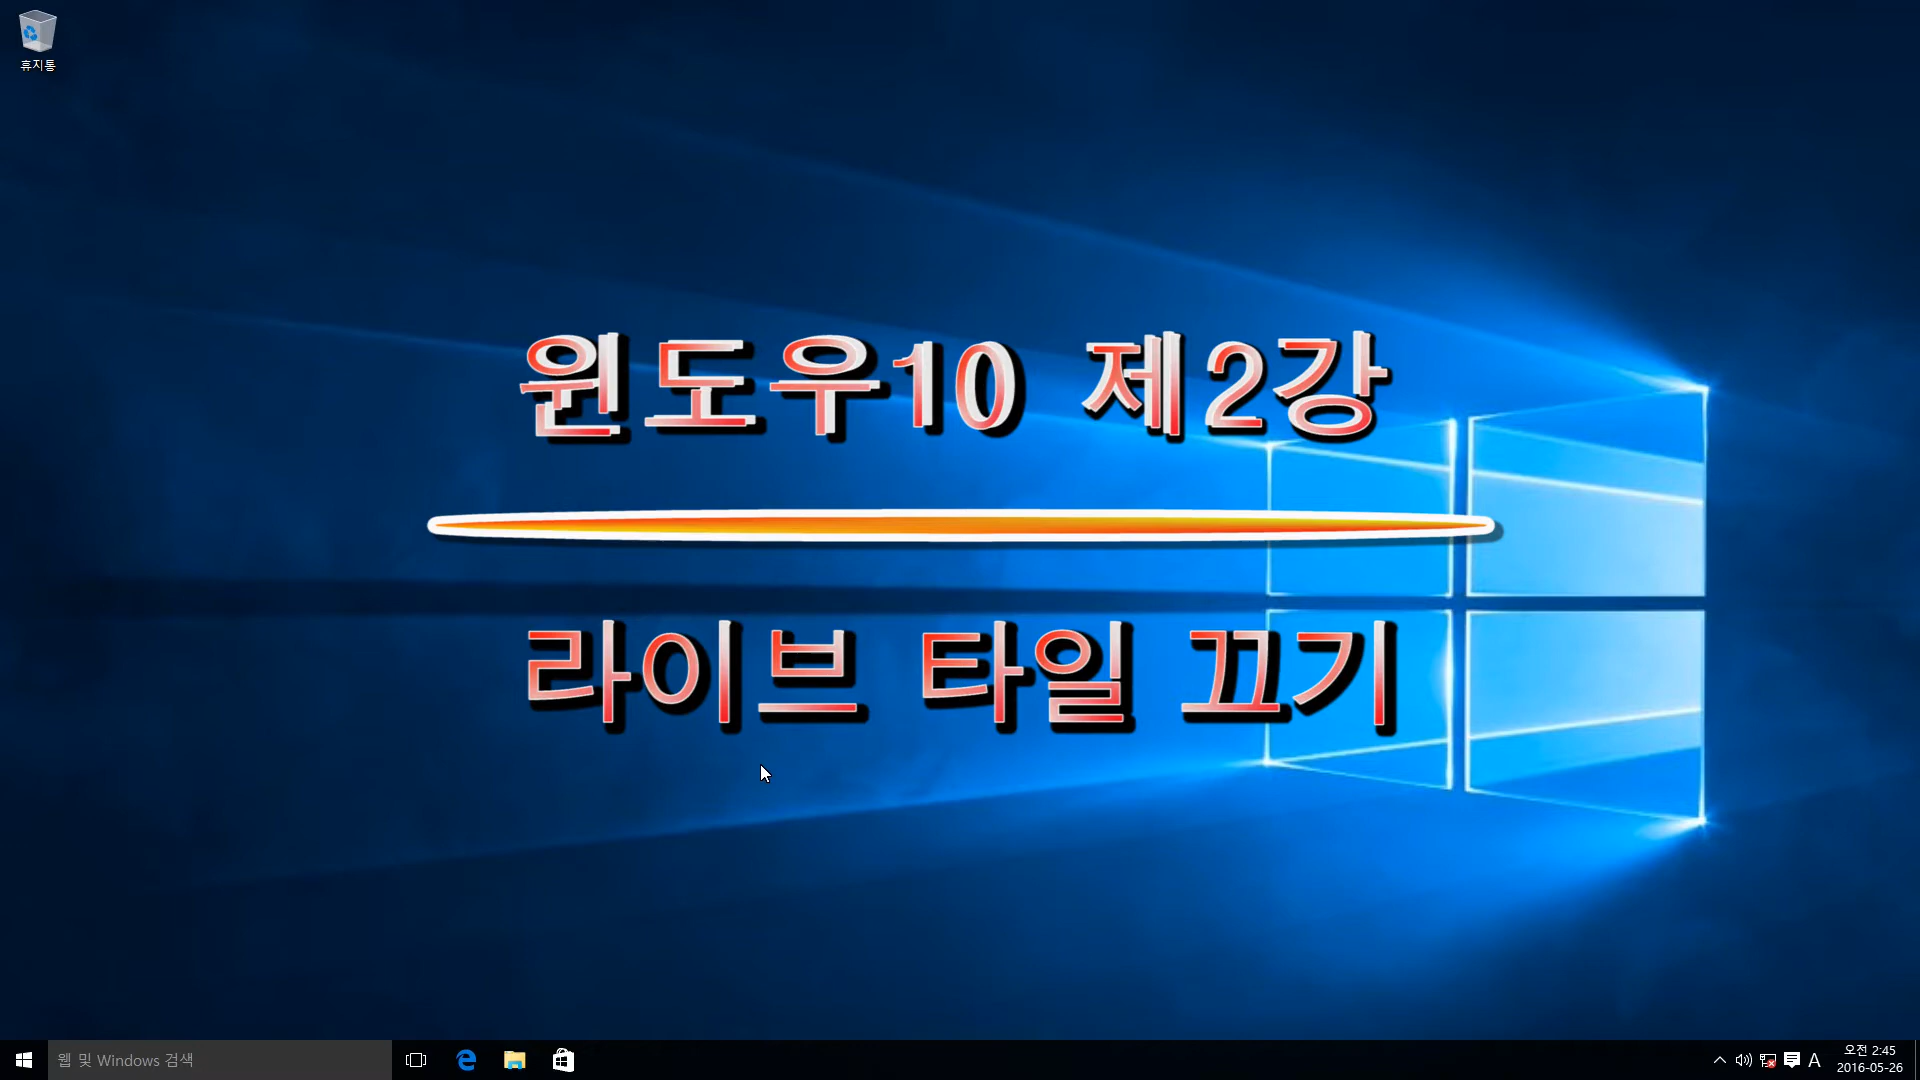 휴지통
윈도우10 제2강
라이브 타일 끄기
웹 및 Windows 검색
A
오전 2:45
2016-05-26